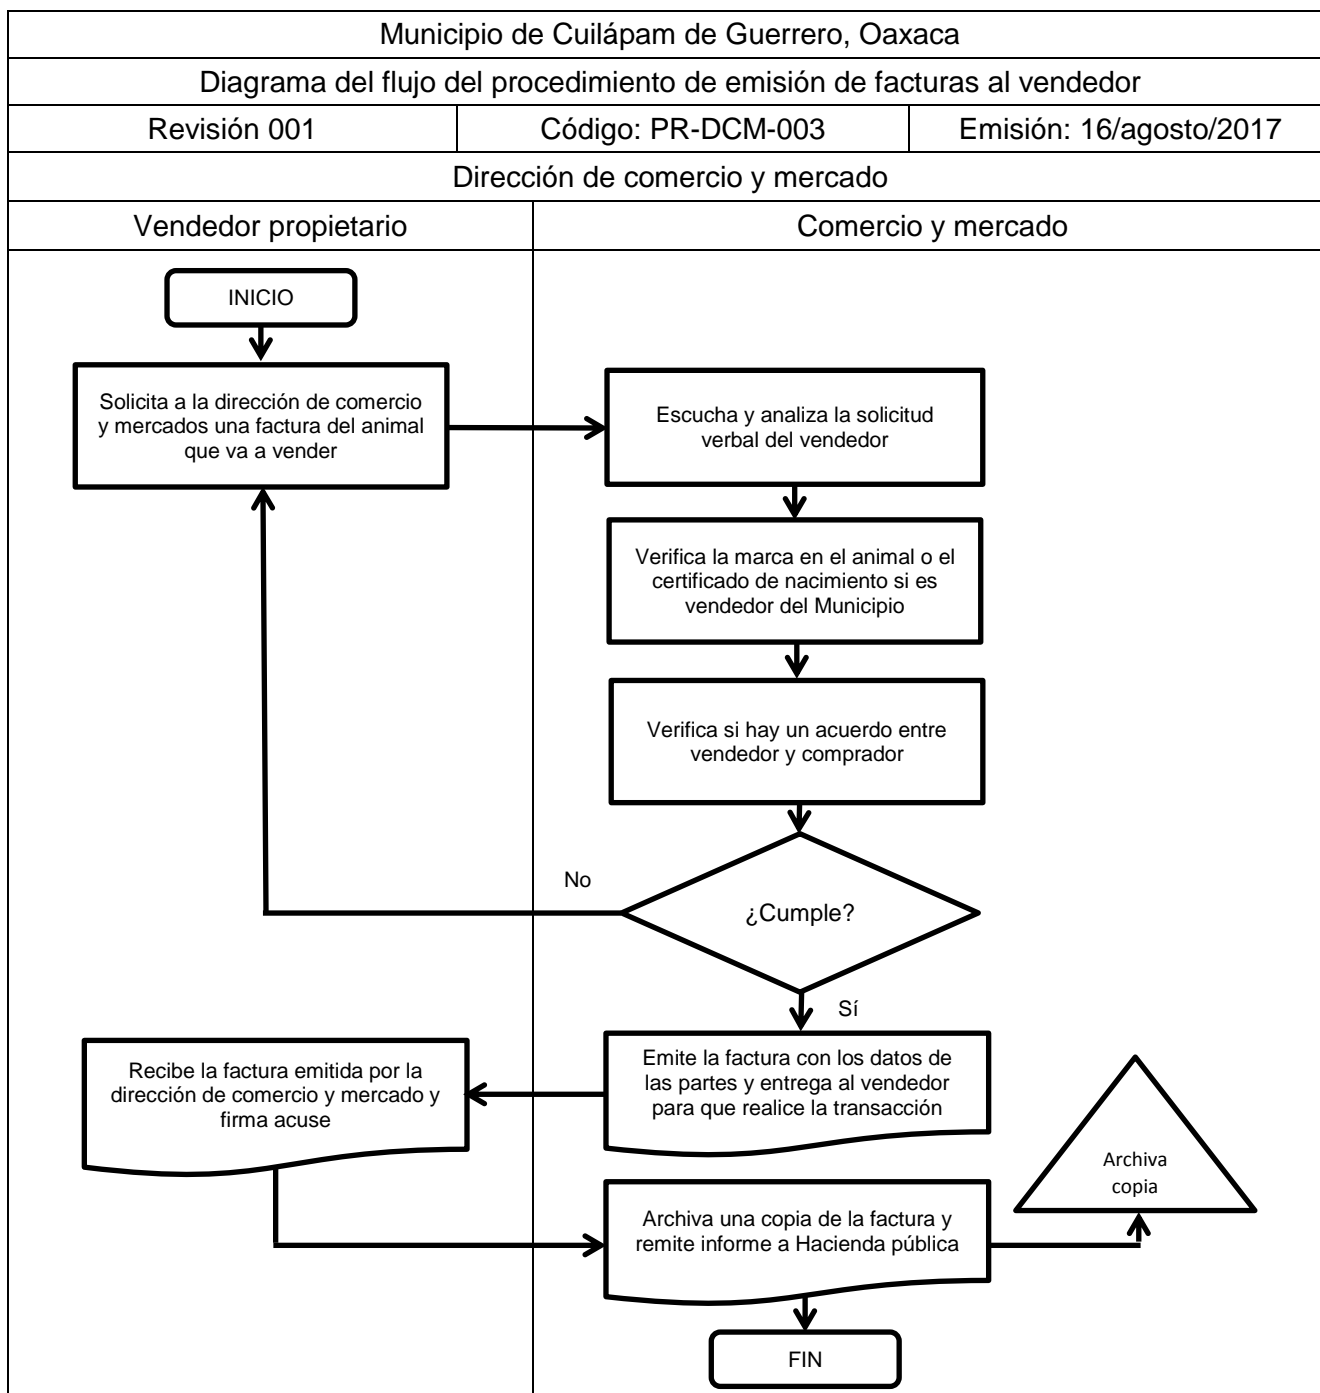 Municipio de Cuilápam de Guerrero, Oaxaca
Diagrama del flujo del procedimiento de emisión de facturas al vendedor
Revisión 001
Código: PR-DCM-003
Emisión: 16/agosto/2017
Dirección de comercio y mercado
Vendedor propietario
Comercio y mercado
INICIO
Solicita a la dirección de comercio
y mercados una factura del animal
que va a vender
Escucha y analiza la solicitud
verbal del vendedor
Verifica la marca en el animal o el
certificado de nacimiento si es
vendedor del Municipio
Verifica si hay un acuerdo entre
vendedor y comprador
¿Cumple?
No
Sí
Emite la factura con los datos de
las partes y entrega al vendedor
para que realice la transacción
Recibe la factura emitida por la
dirección de comercio y mercado y
firma acuse
Archiva una copia de la factura y
remite informe a Hacienda pública
Archiva
copia
FIN